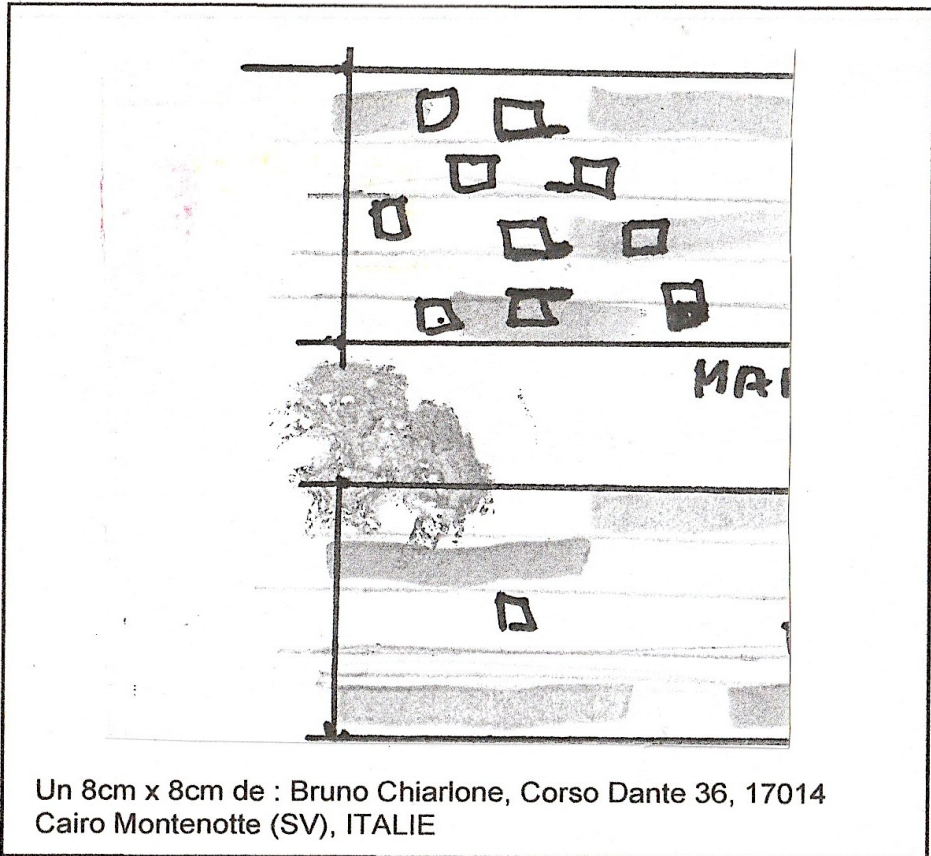 MA
Un 8cm x 8cm de : Bruno Chiarlone, Corso Dante 36, 17014
Cairo Montenotte (SV), ITALIE